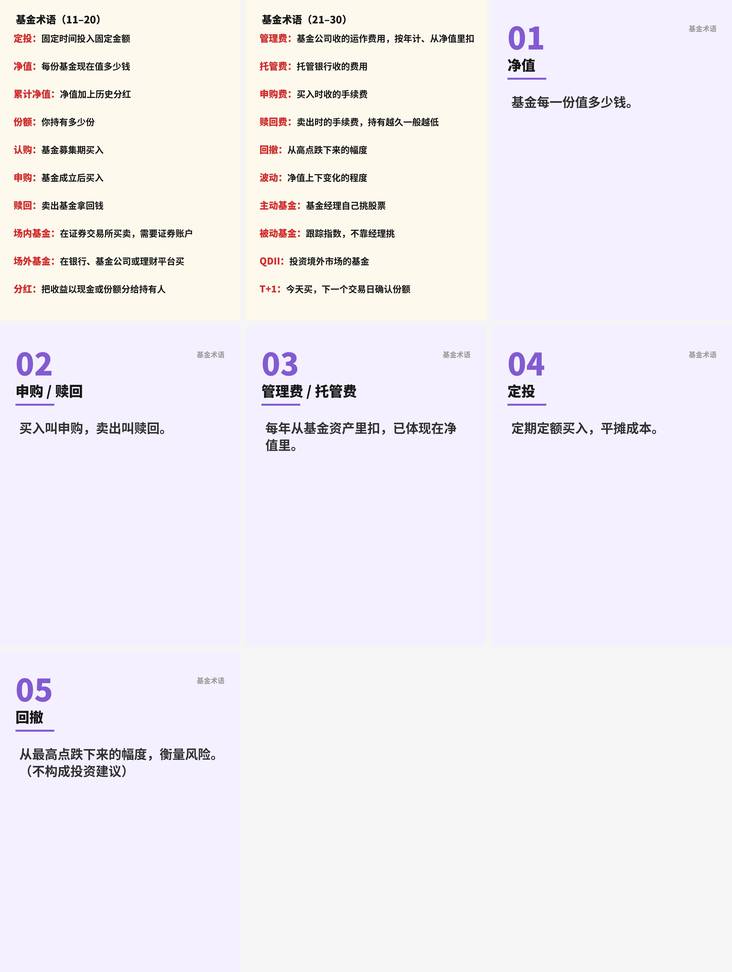 基金术语（11–20）
定投：固定时间投入固定金额
净值：每份基金现在值多少钱
累计净值：净值加上历史分红
份额：你持有多少份
认购：基金募集期买入
申购：基金成立后买入
赎回：卖出基金拿回钱
场内基金：在证券交易所买卖，需要证券账户
场外基金：在银行、基金公司或理财平台买
分红：把收益以现金或份额分给持有人
基金术语（21–30）
管理费：基金公司收的运作费用，按年计、从净值里扣
托管费：托管银行收的费用
申购费：买入时收的手续费
赎回费：卖出时的手续费，持有越久一般越低
回撤：从高点跌下来的幅度
波动：净值上下变化的程度
主动基金：基金经理自己挑股票
被动基金：跟踪指数，不靠经理挑
QDII：投资境外市场的基金
T+1：今天买，下一个交易日确认份额
01
基金术语
净值
基金每一份值多少钱。
02
基金术语
申购 / 赎回
买入叫申购，卖出叫赎回。
03
基金术语
管理费 / 托管费
每年从基金资产里扣，已体现在净
值里。
04
基金术语
定投
定期定额买入，平摊成本。
05
基金术语
回撤
从最高点跌下来的幅度，衡量风险。
（不构成投资建议）